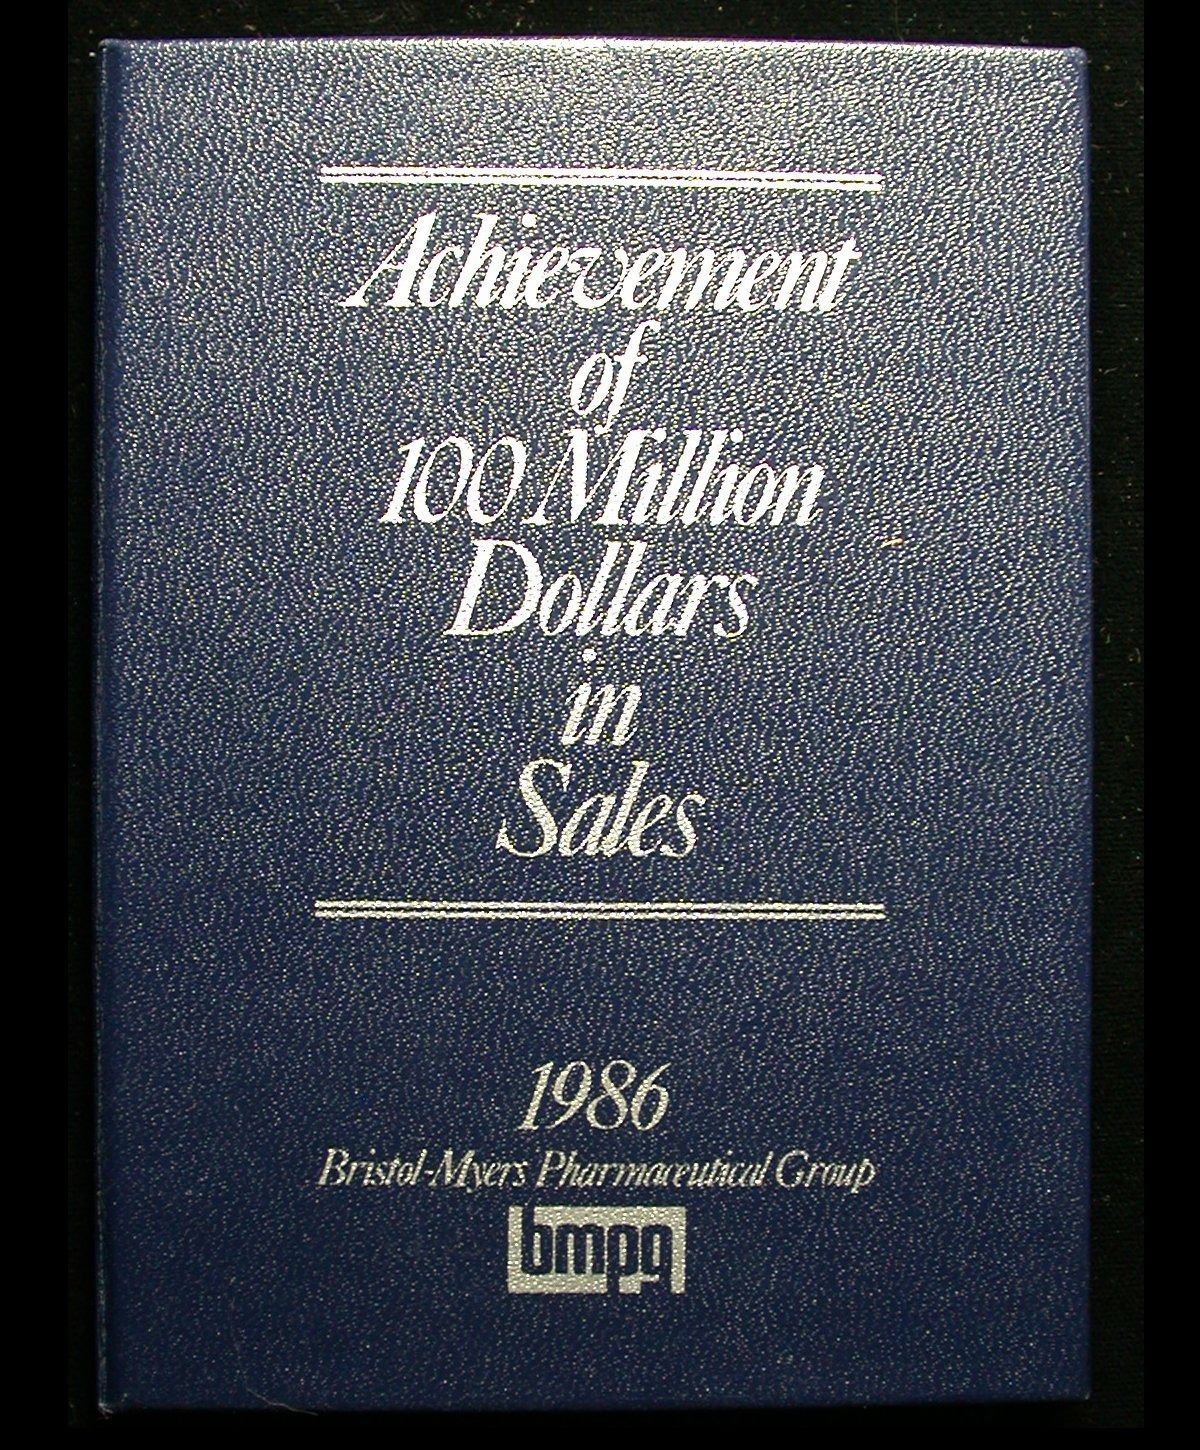 Achievement
of
100 Million
Dollars
in
Sales
1986
Bristol-Myers Pharmaceutical Group
bmpg